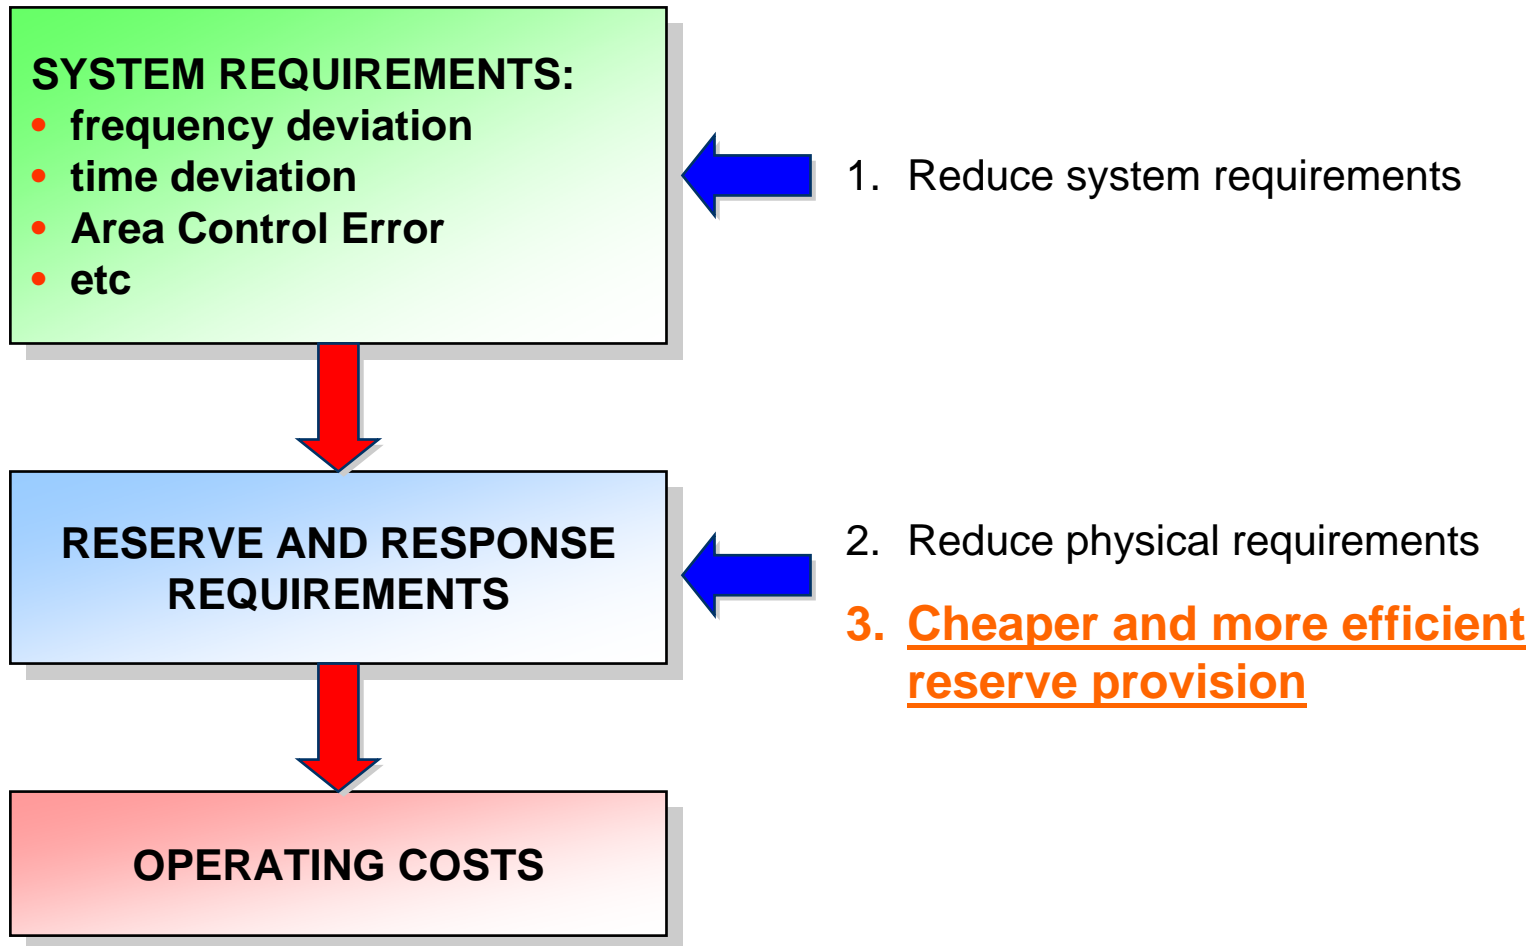 SYSTEM REQUIREMENTS:
• frequency deviation
• time deviation
• Area Control Error
• etc
1. Reduce system requirements
RESERVE AND RESPONSE
REQUIREMENTS
2. Reduce physical requirements
3. Cheaper and more efficient
reserve provision
OPERATING COSTS